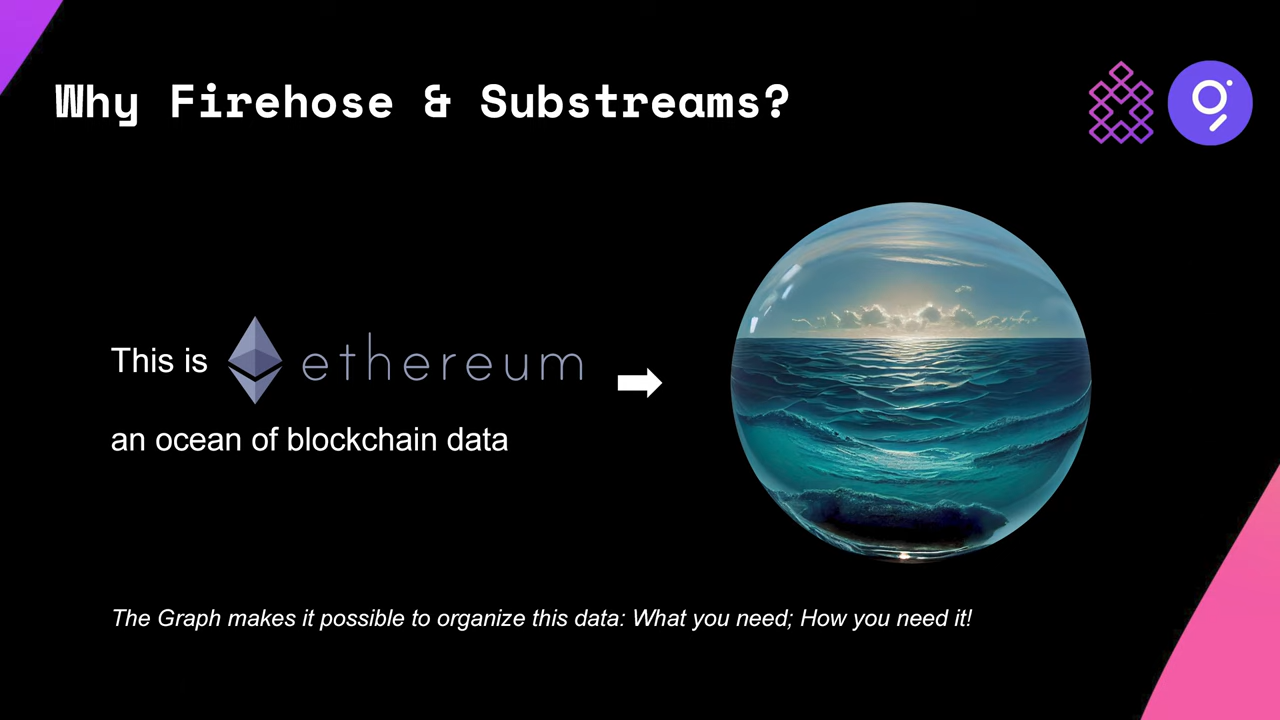 Why Firehose & Substreams?
This is ethereum
an ocean of blockchain data
The Graph makes it possible to organize this data: What you need; How you need it!